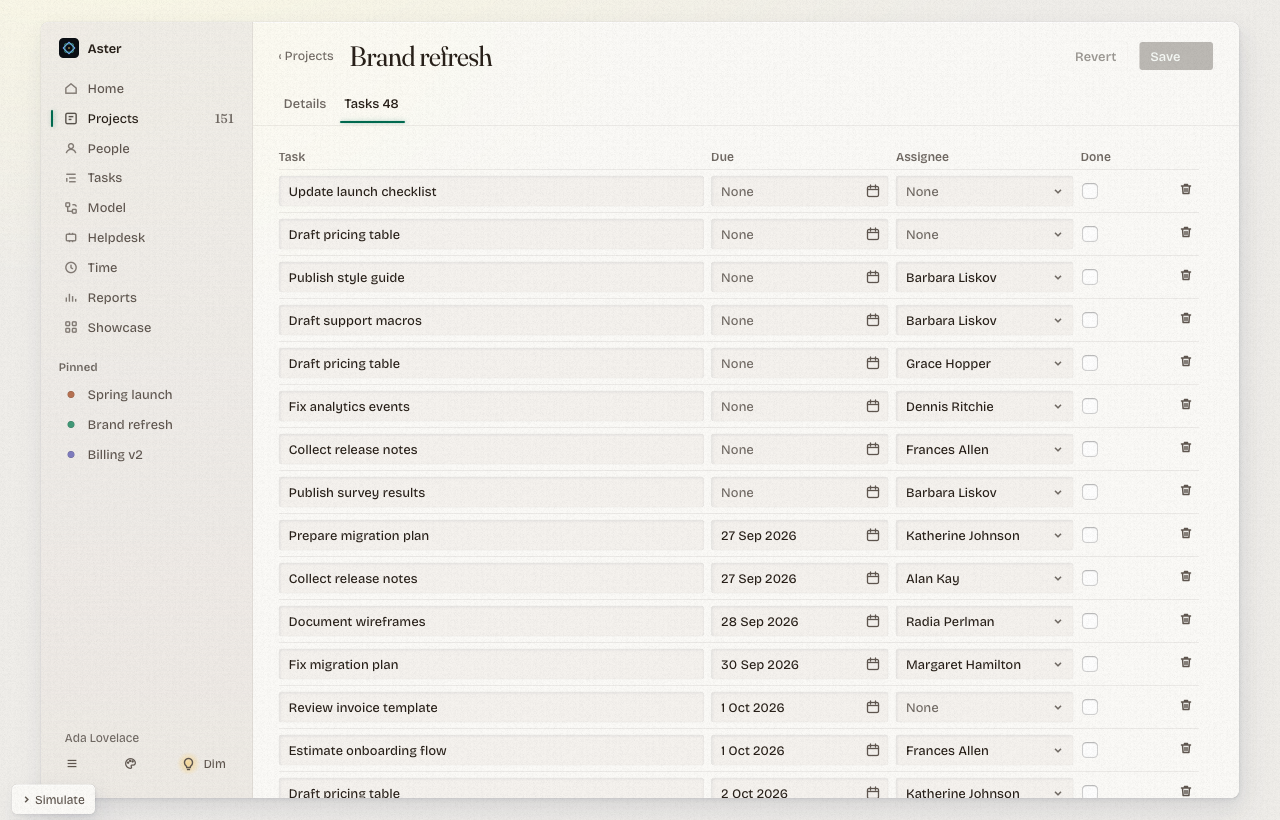 Aster
Home
Projects 151
People
Tasks
Model
Helpdesk
Time
Reports
Showcase
Pinned
Spring launch
Brand refresh
Billing v2
Ada Lovelace
Dim
Simulate
‹ Projects Brand refresh Revert Save
Details Tasks 48
Task Due Assignee Done
Update launch checklist None None
Draft pricing table None None
Publish style guide None Barbara Liskov
Draft support macros None Barbara Liskov
Draft pricing table None Grace Hopper
Fix analytics events None Dennis Ritchie
Collect release notes None Frances Allen
Publish survey results None Barbara Liskov
Prepare migration plan 27 Sep 2026 Katherine Johnson
Collect release notes 27 Sep 2026 Alan Kay
Document wireframes 28 Sep 2026 Radia Perlman
Fix migration plan 30 Sep 2026 Margaret Hamilton
Review invoice template 1 Oct 2026 None
Estimate onboarding flow 1 Oct 2026 Frances Allen
Draft pricing table 2 Oct 2026 Katherine Johnson